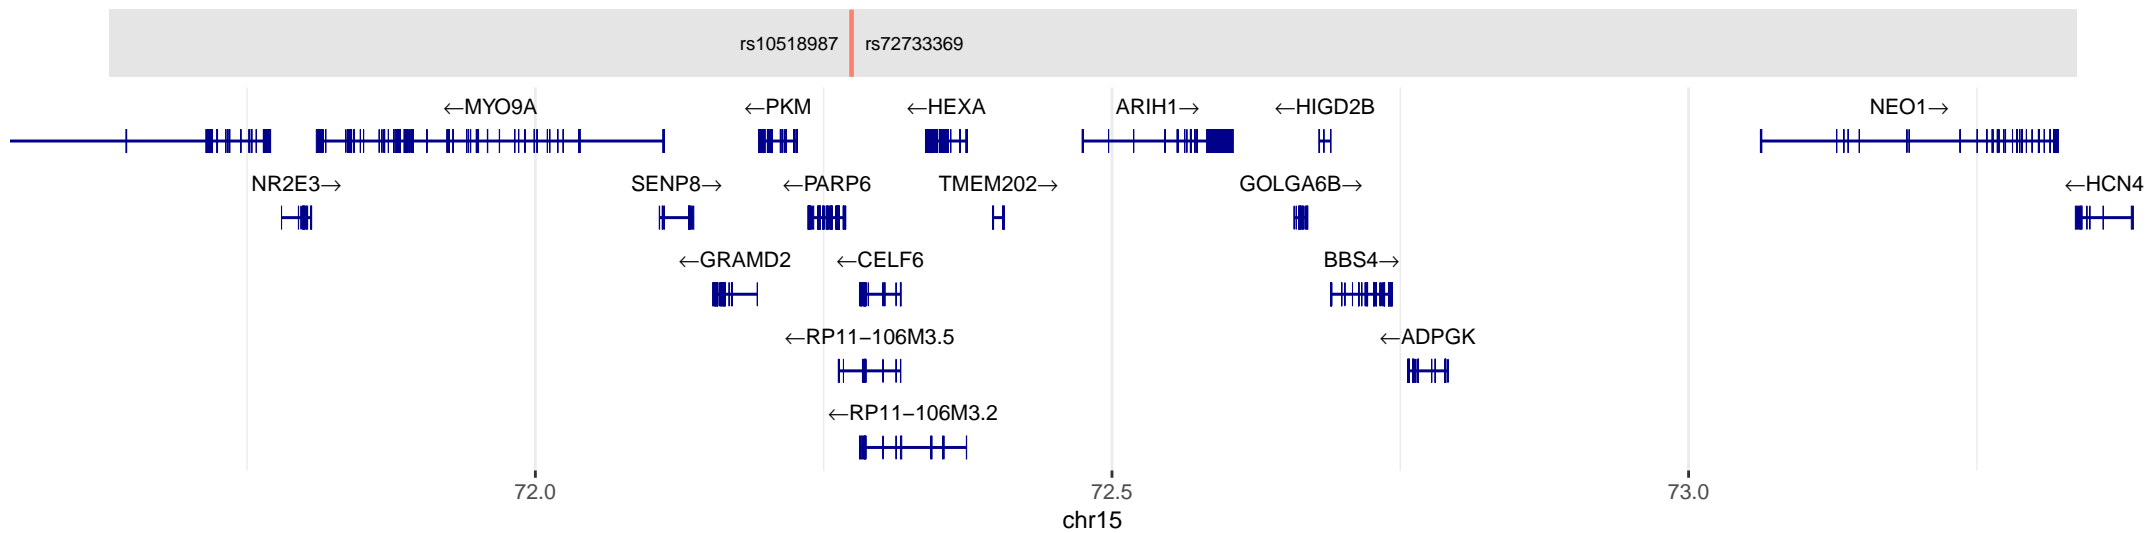 rs10518987 rs72733369
←MYO9A ←PKM ←HEXA ARIH1→ ←HIGD2B NEO1→
NR2E3→ SENP8→ ←PARP6 TMEM202→ GOLGA6B→ ←HCN4
←GRAMD2 ←CELF6 BBS4→
←RP11−106M3.5 ←ADPGK
←RP11−106M3.2
72.0 72.5 73.0
chr15